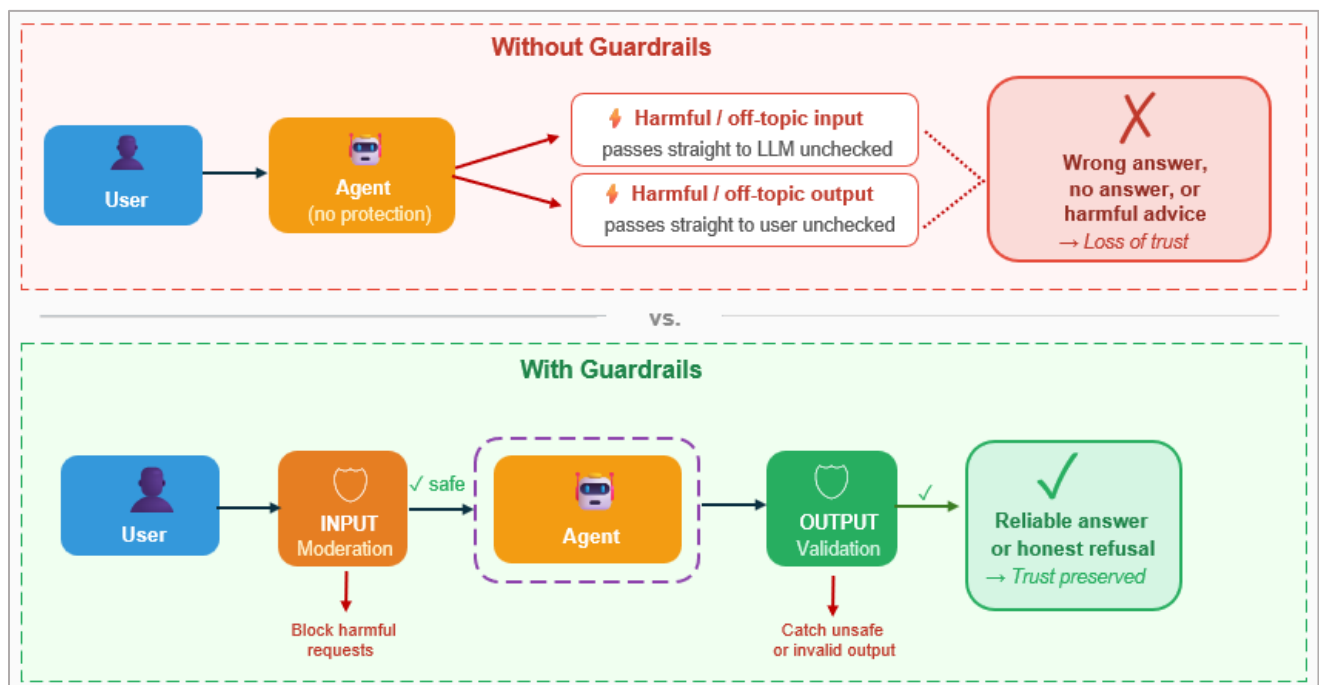 Without Guardrails
User
Agent
(no protection)
Harmful / off-topic input
passes straight to LLM unchecked
Harmful / off-topic output
passes straight to user unchecked
Wrong answer,
no answer, or
harmful advice
→ Loss of trust
vs.
With Guardrails
User
INPUT
Moderation
✓ safe
Agent
OUTPUT
Validation
✓
Reliable answer
or honest refusal
→ Trust preserved
Block harmful
requests
Catch unsafe
or invalid output